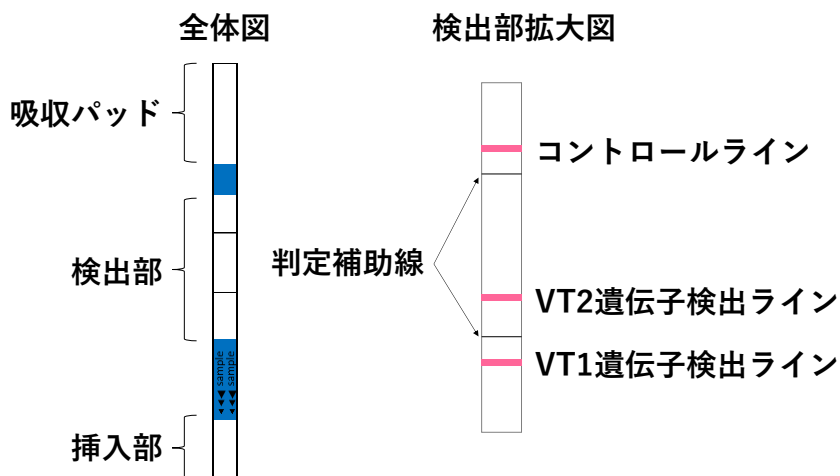 全体図
検出部拡大図
吸収パッド
コントロールライン
検出部
判定補助線
VT2遺伝子検出ライン
VT1遺伝子検出ライン
sample
sample
挿入部